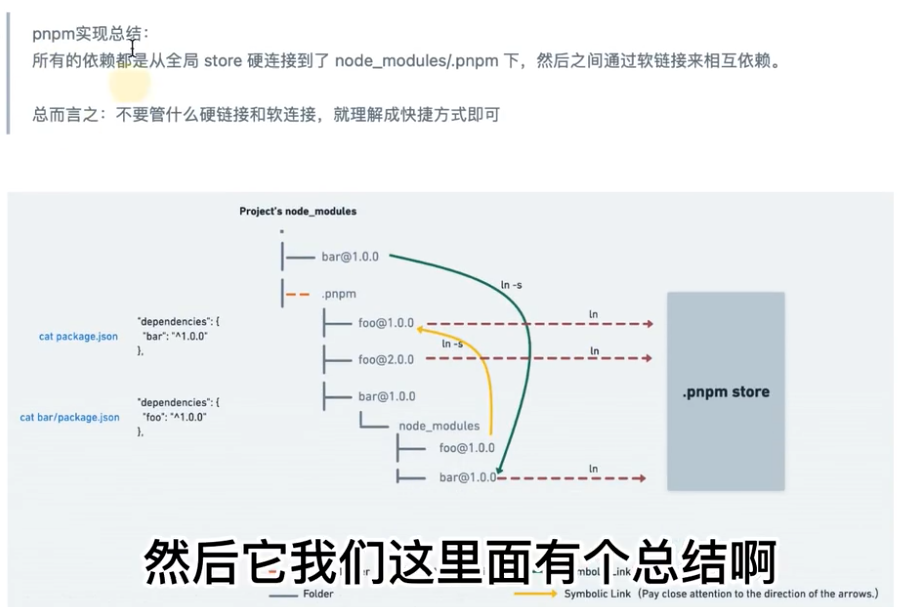 pnpm实现总结：
所有的依赖都是从全局 store 硬连接到了 node_modules/.pnpm 下，然后之间通过软链接来相互依赖。
总而言之：不要管什么硬链接和软连接，就理解成快捷方式即可
Project's node_modules
bar@1.0.0
ln -s
.pnpm
cat package.json
"dependencies": {
"bar": "^1.0.0"
},
foo@1.0.0
ln
ln -s
foo@2.0.0
ln
.pnpm store
bar@1.0.0
cat bar/package.json
"dependencies": {
"foo": "^1.0.0"
},
node_modules
foo@1.0.0
bar@1.0.0
ln
然后它我们这里面有个总结啊
Folder
Symbolic Link (Pay close attention to the direction of the arrows.)